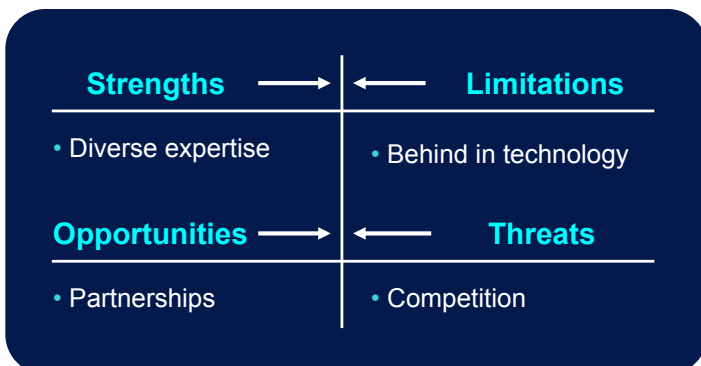 Strengths
Limitations
• Diverse expertise
• Behind in technology
Opportunities
Threats
• Partnerships
• Competition